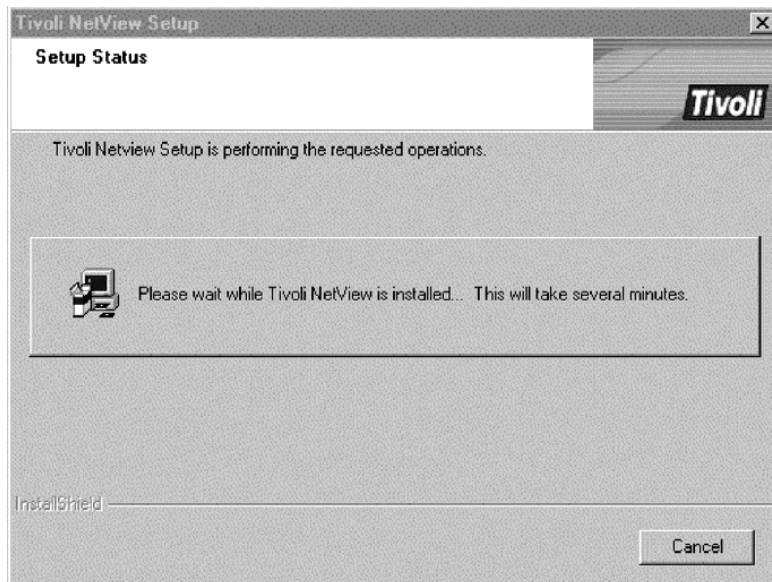 Tivoli NetView Setup
Setup Status
Tivoli
Tivoli Netview Setup is performing the requested operations.
Please wait while Tivoli NetView is installed... This will take several minutes.
InstallShield
Cancel